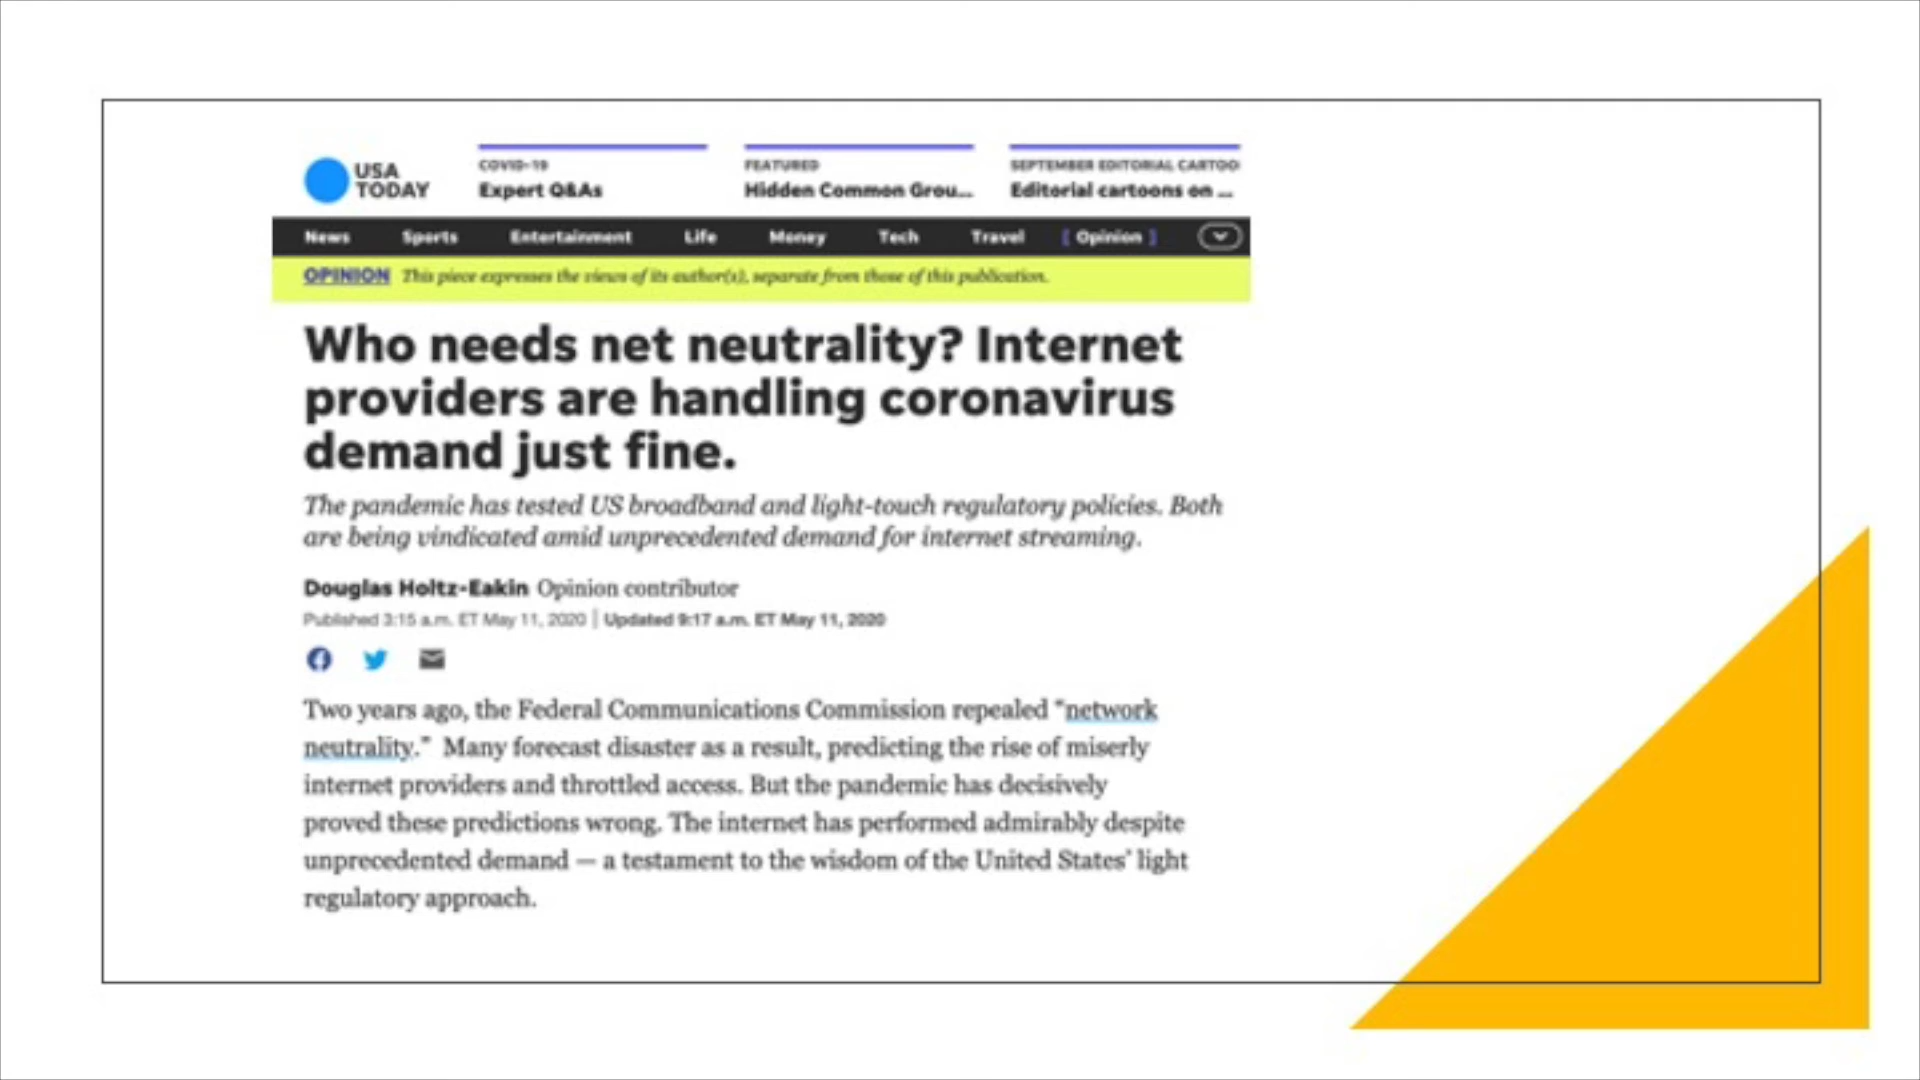 USA
TODAY
COVID-19
Expert Q&As
FEATURED
Hidden Common Grou...
SEPTEMBER EDITORIAL CARTOO
Editorial cartoons on ...
News Sports Entertainment Life Money Tech Travel [ Opinion ]
OPINION This piece expresses the views of its author(s), separate from those of this publication.
Who needs net neutrality? Internet
providers are handling coronavirus
demand just fine.
The pandemic has tested US broadband and light-touch regulatory policies. Both
are being vindicated amid unprecedented demand for internet streaming.
Douglas Holtz-Eakin Opinion contributor
Published 3:15 a.m. ET May 11, 2020 | Updated 9:17 a.m. ET May 11, 2020
Two years ago, the Federal Communications Commission repealed “network
neutrality.” Many forecast disaster as a result, predicting the rise of miserly
internet providers and throttled access. But the pandemic has decisively
proved these predictions wrong. The internet has performed admirably despite
unprecedented demand — a testament to the wisdom of the United States’ light
regulatory approach.